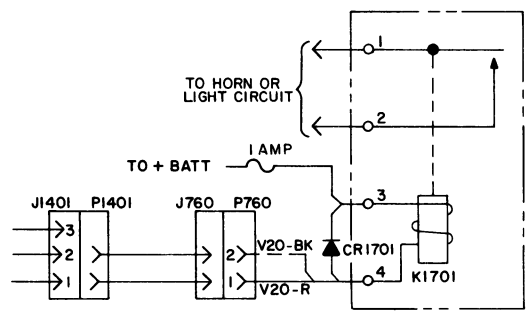 1
TO HORN OR
LIGHT CIRCUIT
2
1 AMP
TO + BATT
J1401 P1401 J760 P760
3
3
2 2 V20-BK CR1701
1 1 V20-R 4 K1701